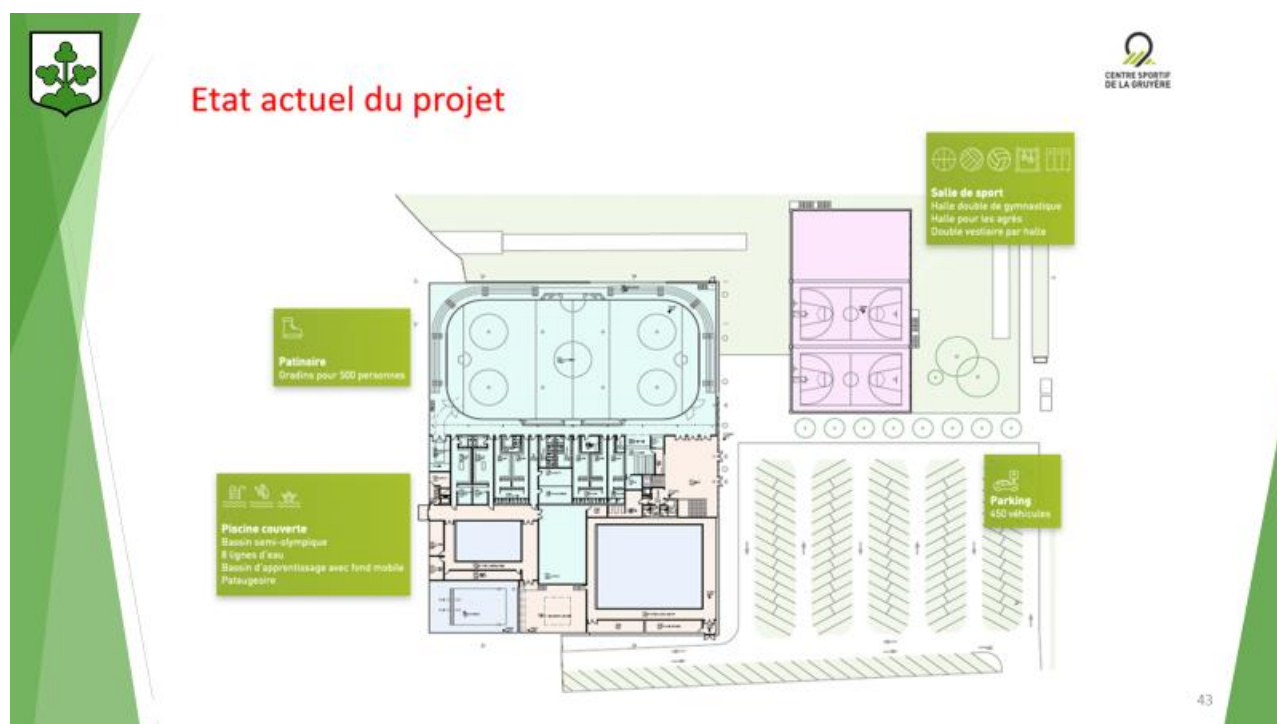 Etat actuel du projet
CENTRE SPORTIF
DE LA GRUYÈRE
Salle de sport
Halle double de gymnastique
Halle pour les agrès
Double vestiaire par halle
Patinoire
Gradins pour 500 personnes
Piscine couverte
Bassin semi-olympique
8 lignes d'eau
Bassin d'apprentissage avec fond mobile
Pataugeoire
Parking
450 véhicules
43